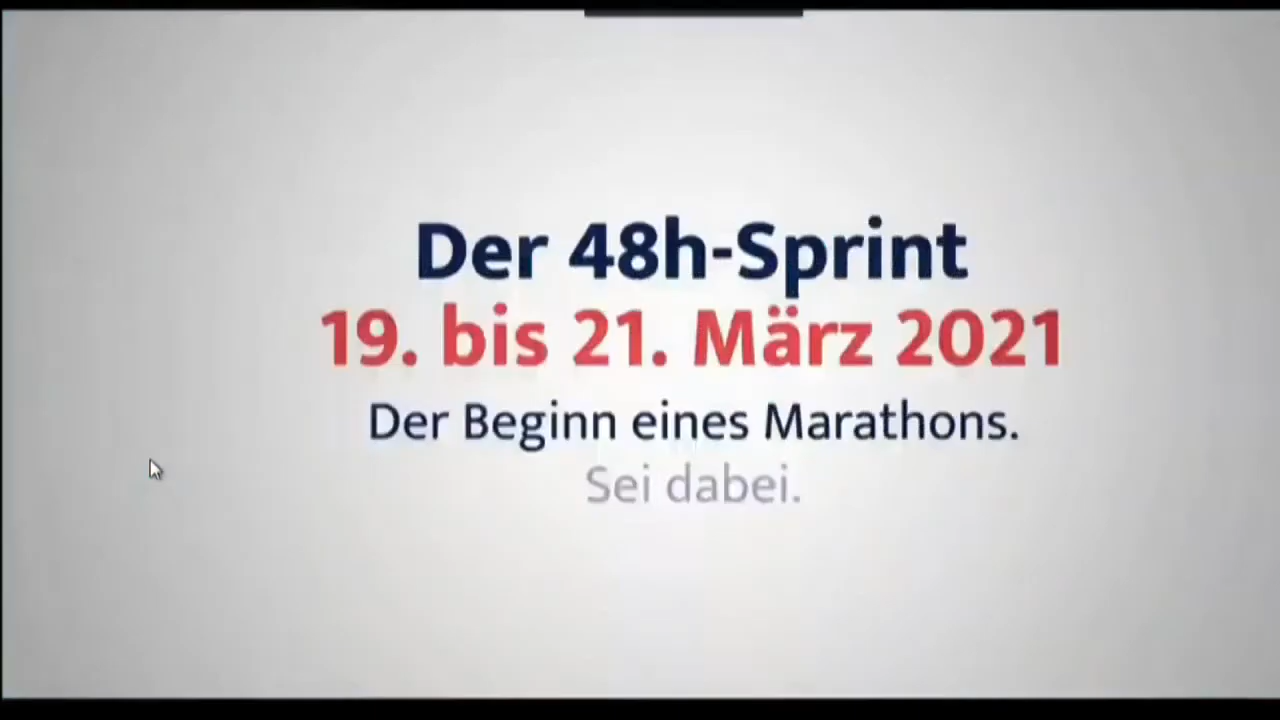 Der 48h-Sprint
19. bis 21. März 2021
Der Beginn eines Marathons.
Sei dabei.